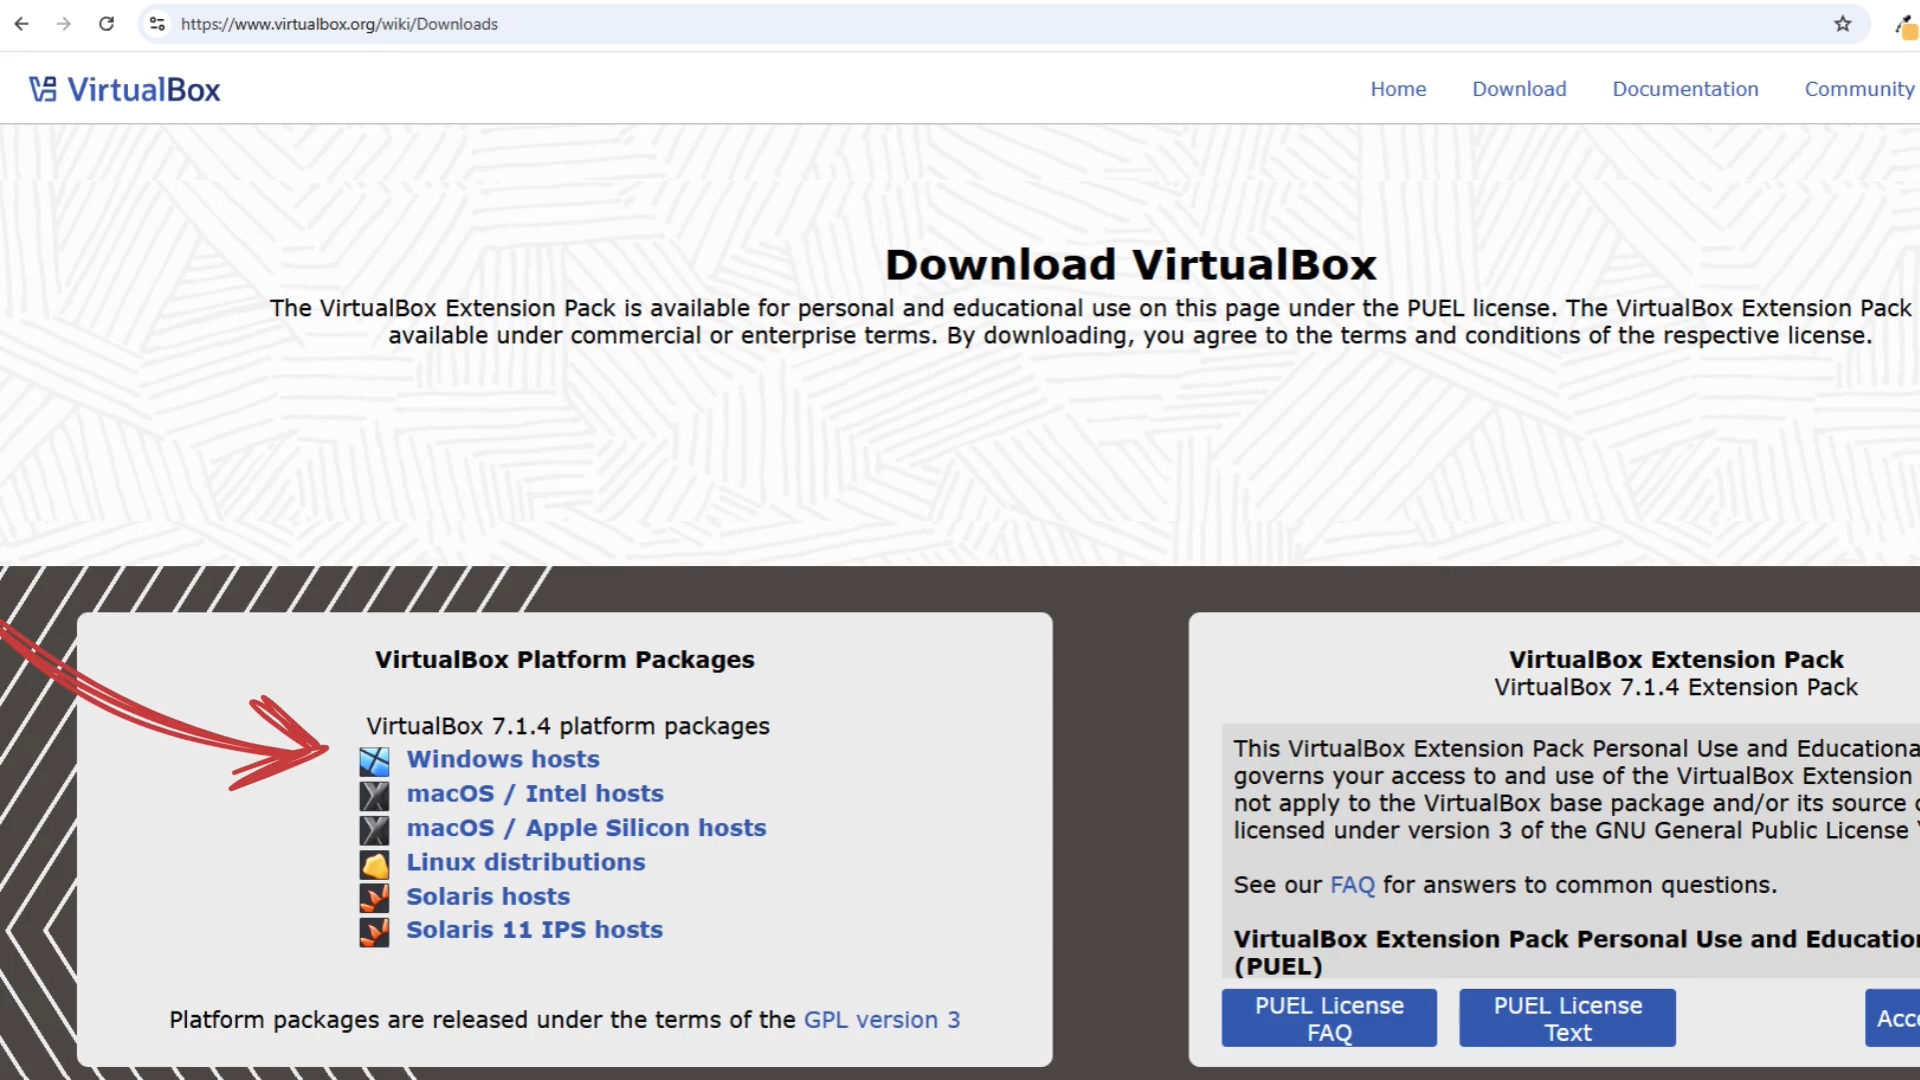 https://www.virtualbox.org/wiki/Downloads
VirtualBox
Home
Download
Documentation
Community
Download VirtualBox
The VirtualBox Extension Pack is available for personal and educational use on this page under the PUEL license. The VirtualBox Extension Pack
available under commercial or enterprise terms. By downloading, you agree to the terms and conditions of the respective license.
VirtualBox Platform Packages
VirtualBox 7.1.4 platform packages
Windows hosts
macOS / Intel hosts
macOS / Apple Silicon hosts
Linux distributions
Solaris hosts
Solaris 11 IPS hosts
Platform packages are released under the terms of the GPL version 3
VirtualBox Extension Pack
VirtualBox 7.1.4 Extension Pack
This VirtualBox Extension Pack Personal Use and Educationa
governs your access to and use of the VirtualBox Extension
not apply to the VirtualBox base package and/or its source
licensed under version 3 of the GNU General Public License
See our FAQ for answers to common questions.
VirtualBox Extension Pack Personal Use and Education
(PUEL)
PUEL License
FAQ
PUEL License
Text
Acce